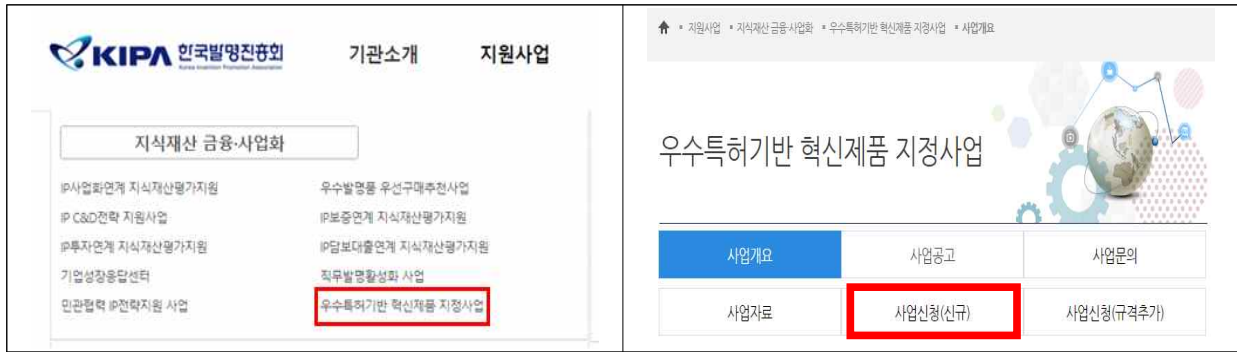 KIPA 한국발명진흥회
Korea Invention Promotion Association
기관소개
지원사업
지식재산 금융·사업화
IP사업화연계 지식재산평가지원
우수발명품 우선구매추천사업
IP C&D전략 지원사업
IP보증연계 지식재산평가지원
IP투자연계 지식재산평가지원
IP담보대출연계 지식재산평가지원
기업성장응답센터
직무발명활성화 사업
민관협력 IP전략지원 사업
우수특허기반 혁신제품 지정사업
지원사업 지식재산 금융·사업화 우수특허기반 혁신제품 지정사업 사업개요
우수특허기반 혁신제품 지정사업
사업개요
사업공고
사업문의
사업자료
사업신청(신규)
사업신청(규격추가)